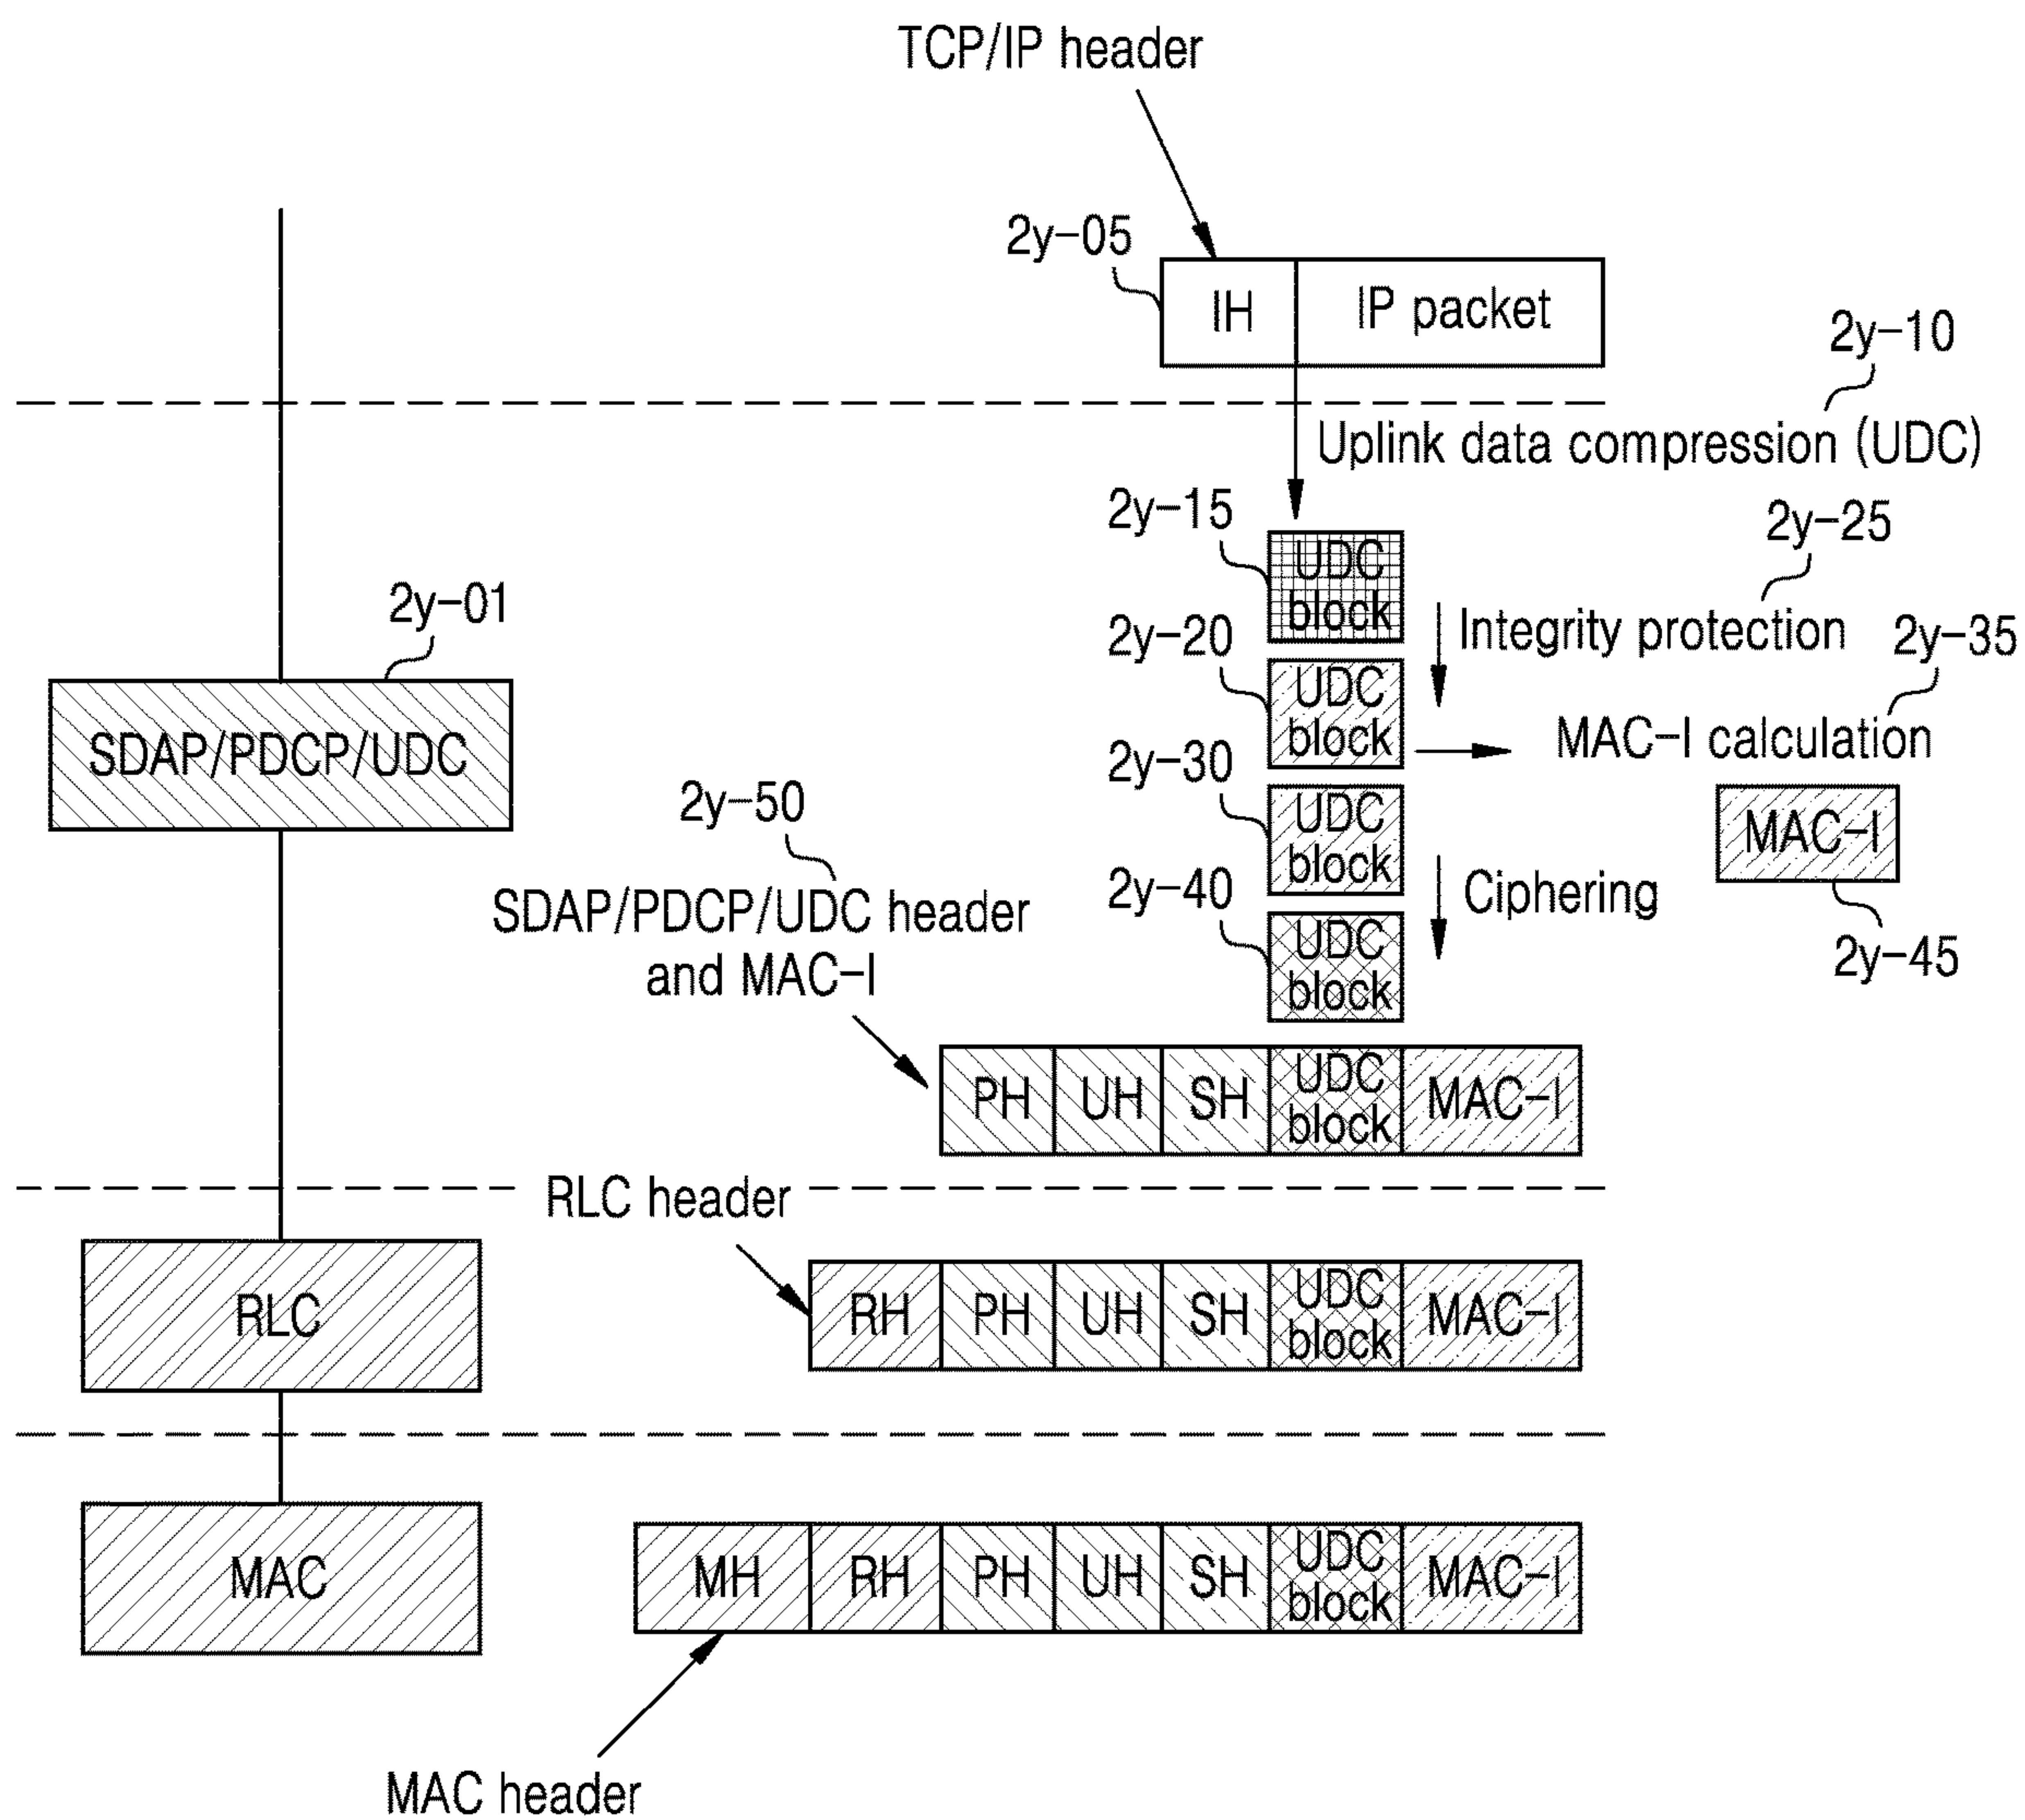 TCP/IP header
2y-05
IH
IP packet
2y-10
Uplink data compression (UDC)
2y-15
UDC
block
2y-25
Integrity protection
2y-01
2y-20
UDC
block
2y-35
MAC-I calculation
SDAP/PDCP/UDC
2y-30
UDC
block
MAC-I
2y-45
2y-50
SDAP/PDCP/UDC header
and MAC-I
Ciphering
2y-40
UDC
block
PH UH SH UDC block MAC-I
RLC header
RLC
RH PH UH SH UDC block MAC-I
MAC
MH RH PH UH SH UDC block MAC-I
MAC header